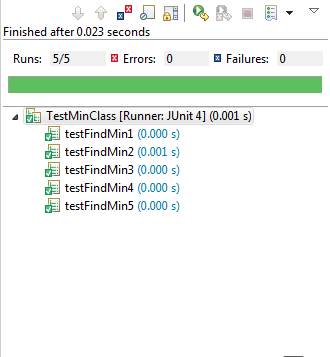 Finished after 0.023 seconds
Runs: 5/5 Errors: 0 Failures: 0
TestMinClass [Runner: JUnit 4] (0.001 s)
testFindMin1 (0.000 s)
testFindMin2 (0.001 s)
testFindMin3 (0.000 s)
testFindMin4 (0.000 s)
testFindMin5 (0.000 s)